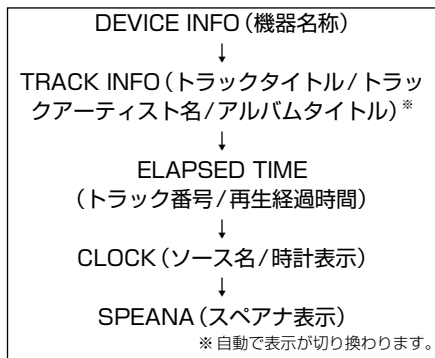 DEVICE INFO（機器名称）
↓
TRACK INFO（トラックタイトル/トラッ
クアーティスト名/アルバムタイトル）※
↓
ELAPSED TIME
（トラック番号/再生経過時間）
↓
CLOCK（ソース名/時計表示）
↓
SPEANA（スペアナ表示）
※ 自動で表示が切り換わります。